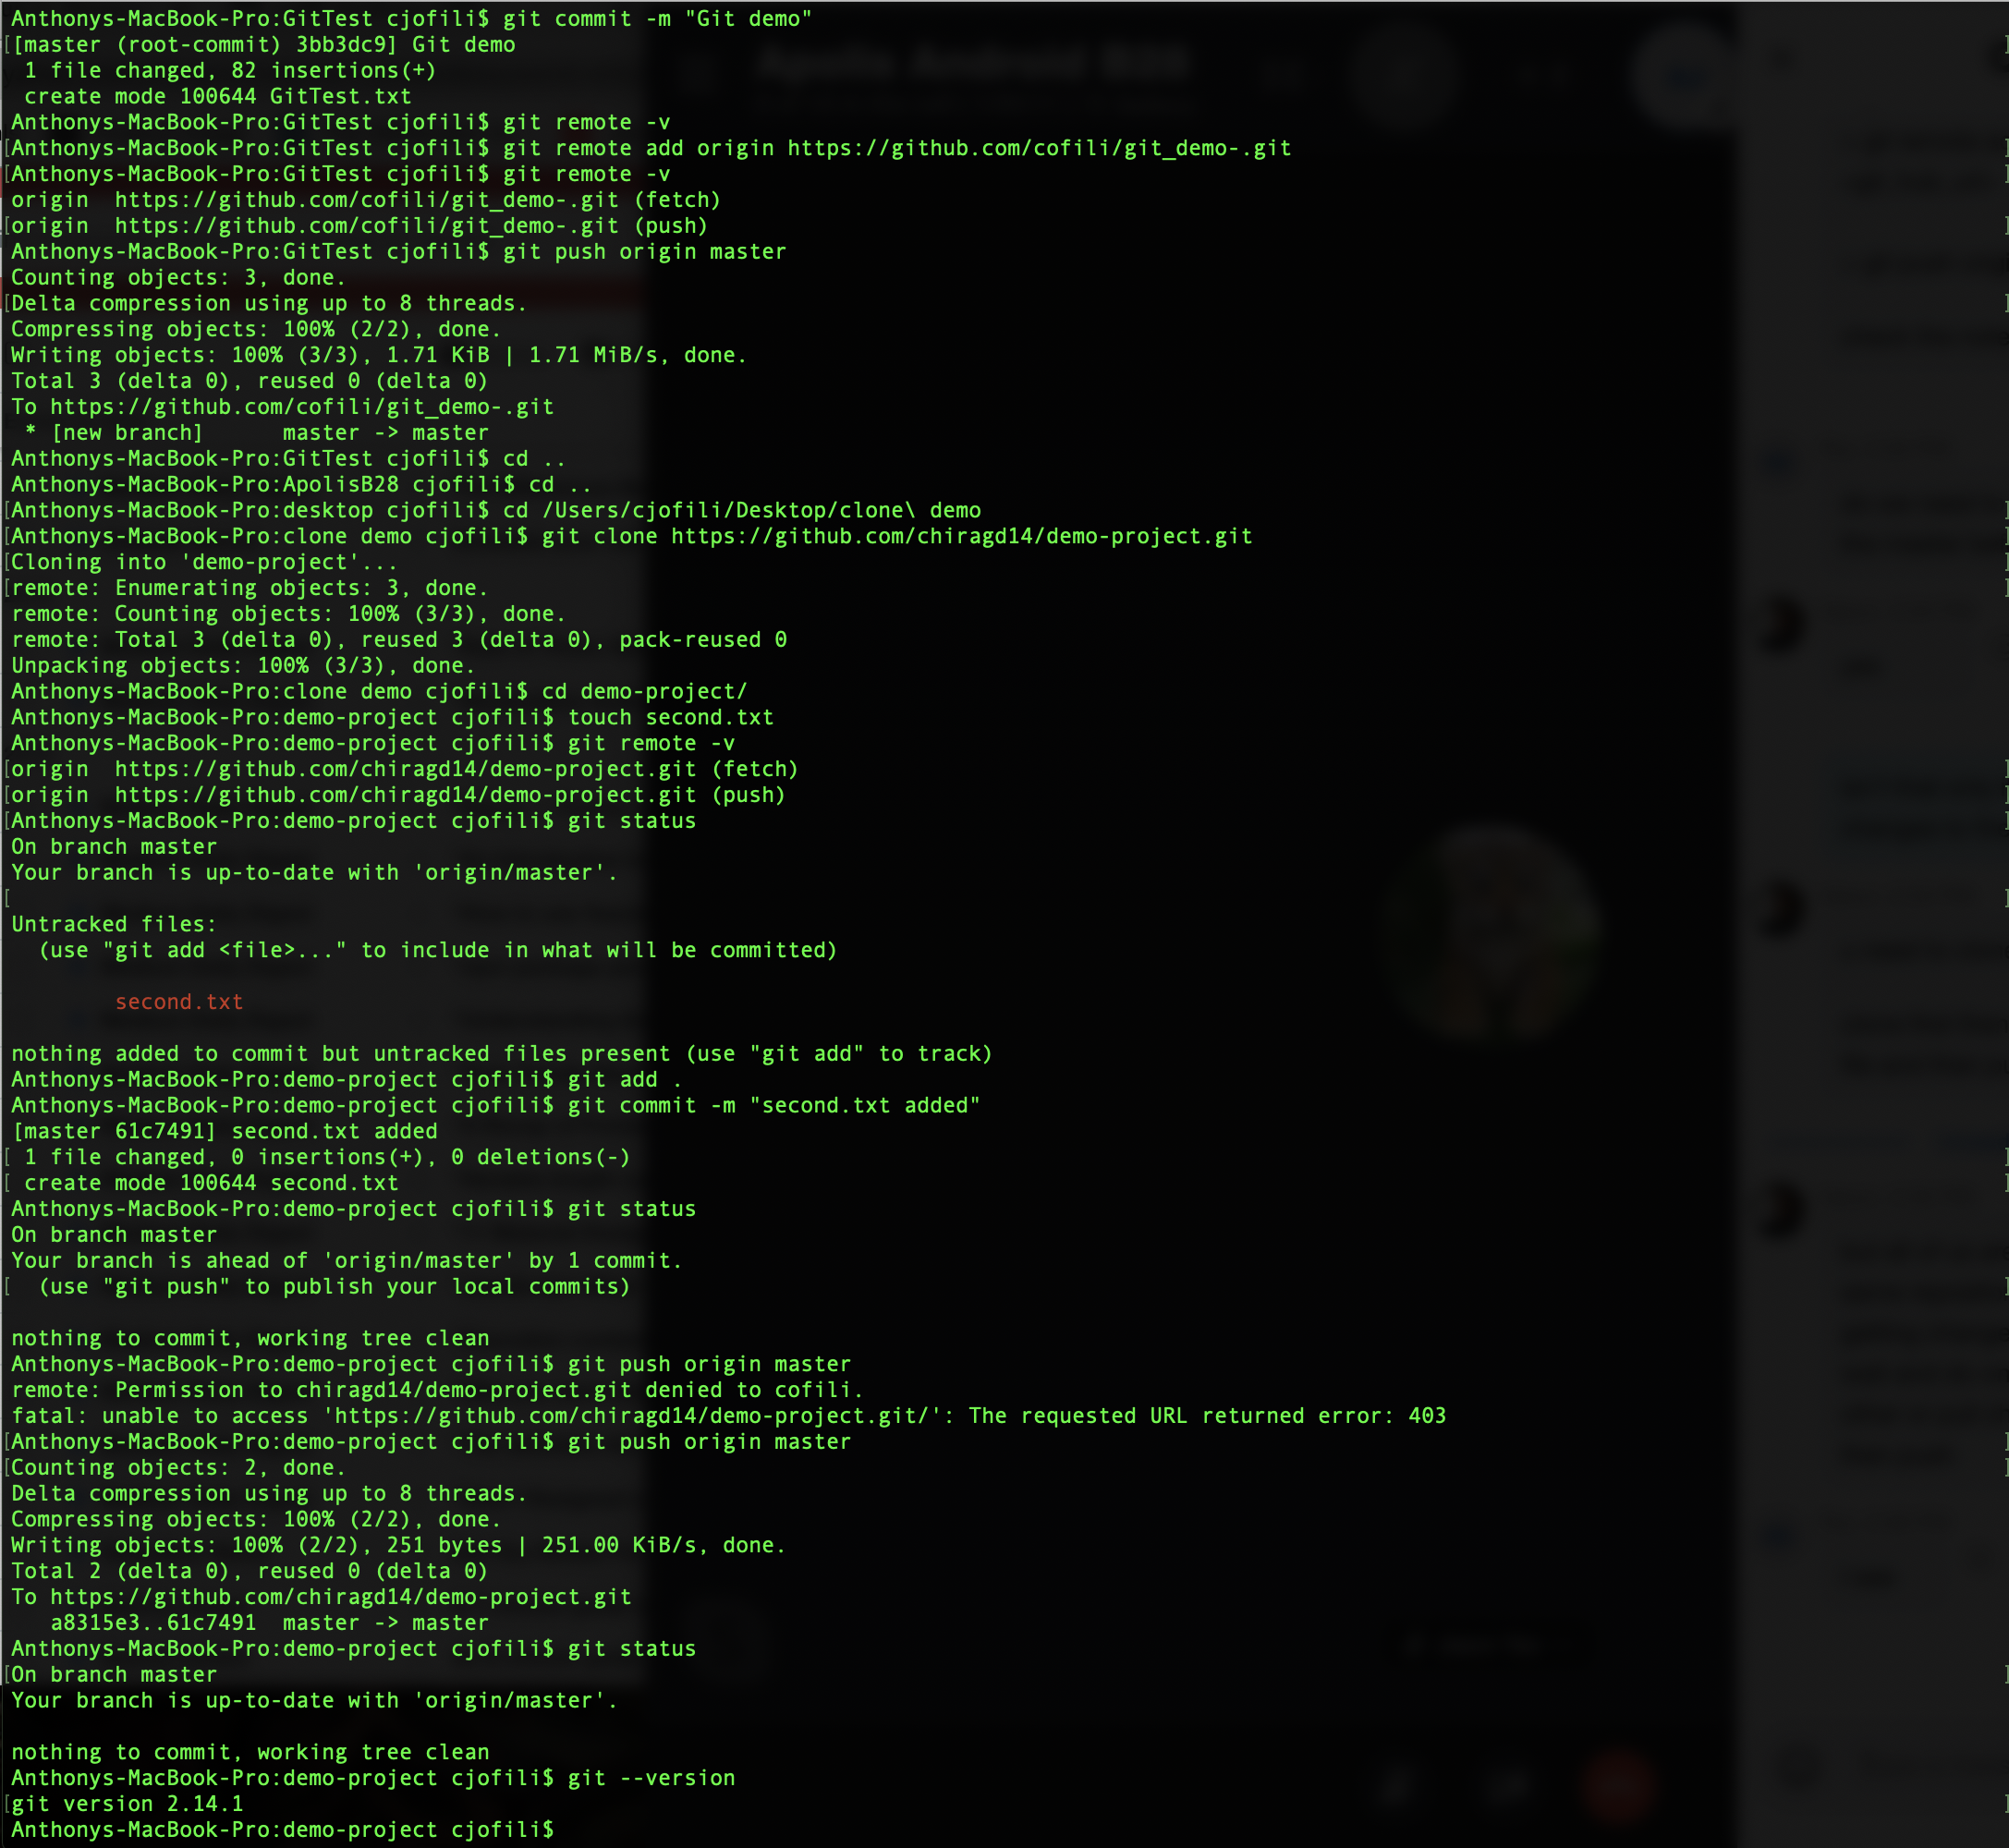 Anthonys-MacBook-Pro:GitTest cjofili$ git commit -m "Git demo"
[[master (root-commit) 3bb3dc9] Git demo
 1 file changed, 82 insertions(+)
 create mode 100644 GitTest.txt
Anthonys-MacBook-Pro:GitTest cjofili$ git remote -v
[Anthonys-MacBook-Pro:GitTest cjofili$ git remote add origin https://github.com/cofili/git_demo-.git ]
[Anthonys-MacBook-Pro:GitTest cjofili$ git remote -v ]
origin  https://github.com/cofili/git_demo-.git (fetch)
[origin  https://github.com/cofili/git_demo-.git (push) ]
Anthonys-MacBook-Pro:GitTest cjofili$ git push origin master
Counting objects: 3, done.
[Delta compression using up to 8 threads. ]
Compressing objects: 100% (2/2), done.
Writing objects: 100% (3/3), 1.71 KiB | 1.71 MiB/s, done.
Total 3 (delta 0), reused 0 (delta 0)
To https://github.com/cofili/git_demo-.git
 * [new branch]      master -> master
Anthonys-MacBook-Pro:GitTest cjofili$ cd ..
Anthonys-MacBook-Pro:ApolisB28 cjofili$ cd ..
[Anthonys-MacBook-Pro:desktop cjofili$ cd /Users/cjofili/Desktop/clone\ demo ]
[Anthonys-MacBook-Pro:clone demo cjofili$ git clone https://github.com/chiragd14/demo-project.git ]
[Cloning into 'demo-project'... ]
[remote: Enumerating objects: 3, done. ]
remote: Counting objects: 100% (3/3), done.
remote: Total 3 (delta 0), reused 3 (delta 0), pack-reused 0
Unpacking objects: 100% (3/3), done.
Anthonys-MacBook-Pro:clone demo cjofili$ cd demo-project/
Anthonys-MacBook-Pro:demo-project cjofili$ touch second.txt
Anthonys-MacBook-Pro:demo-project cjofili$ git remote -v
[origin  https://github.com/chiragd14/demo-project.git (fetch) ]
[origin  https://github.com/chiragd14/demo-project.git (push) ]
[Anthonys-MacBook-Pro:demo-project cjofili$ git status ]
On branch master
Your branch is up-to-date with 'origin/master'.
[ ]
Untracked files:
  (use "git add <file>..." to include in what will be committed)
        second.txt
nothing added to commit but untracked files present (use "git add" to track)
Anthonys-MacBook-Pro:demo-project cjofili$ git add .
Anthonys-MacBook-Pro:demo-project cjofili$ git commit -m "second.txt added"
[master 61c7491] second.txt added
[ 1 file changed, 0 insertions(+), 0 deletions(-) ]
[ create mode 100644 second.txt ]
Anthonys-MacBook-Pro:demo-project cjofili$ git status
On branch master
Your branch is ahead of 'origin/master' by 1 commit.
[  (use "git push" to publish your local commits) ]
nothing to commit, working tree clean
Anthonys-MacBook-Pro:demo-project cjofili$ git push origin master
remote: Permission to chiragd14/demo-project.git denied to cofili.
fatal: unable to access 'https://github.com/chiragd14/demo-project.git/': The requested URL returned error: 403
[Anthonys-MacBook-Pro:demo-project cjofili$ git push origin master ]
[Counting objects: 2, done. ]
Delta compression using up to 8 threads.
Compressing objects: 100% (2/2), done.
Writing objects: 100% (2/2), 251 bytes | 251.00 KiB/s, done.
Total 2 (delta 0), reused 0 (delta 0)
To https://github.com/chiragd14/demo-project.git
   a8315e3..61c7491  master -> master
Anthonys-MacBook-Pro:demo-project cjofili$ git status
[On branch master ]
Your branch is up-to-date with 'origin/master'.
nothing to commit, working tree clean
Anthonys-MacBook-Pro:demo-project cjofili$ git --version
[git version 2.14.1 ]
Anthonys-MacBook-Pro:demo-project cjofili$